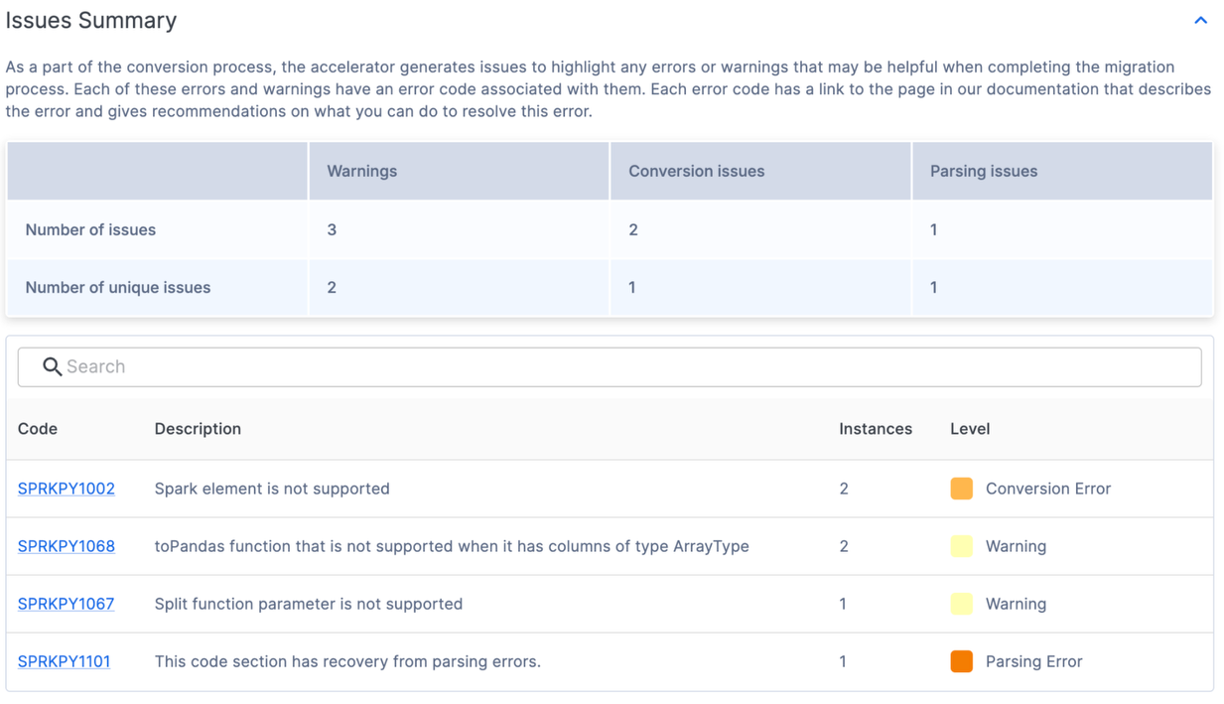 Issues Summary
As a part of the conversion process, the accelerator generates issues to highlight any errors or warnings that may be helpful when completing the migration
process. Each of these errors and warnings have an error code associated with them. Each error code has a link to the page in our documentation that describes
the error and gives recommendations on what you can do to resolve this error.
Warnings Conversion issues Parsing issues
Number of issues 3 2 1
Number of unique issues 2 1 1
Search
Code Description Instances Level
SPRKPY1002 Spark element is not supported 2 Conversion Error
SPRKPY1068 toPandas function that is not supported when it has columns of type ArrayType 2 Warning
SPRKPY1067 Split function parameter is not supported 1 Warning
SPRKPY1101 This code section has recovery from parsing errors. 1 Parsing Error